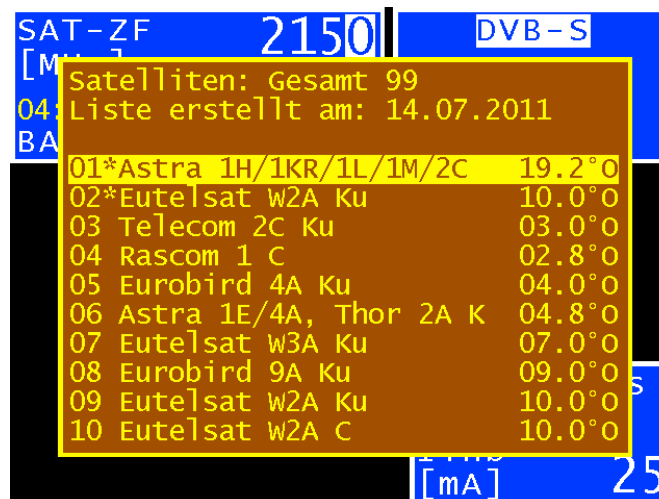 SAT-ZF 2150 DVB-S
04:
BA
Satelliten: Gesamt 99
Liste erstellt am: 14.07.2011
01*Astra 1H/1KR/1L/1M/2C 19.2°O
02*Eutelsat W2A Ku 10.0°O
03 Telecom 2C Ku 03.0°O
04 Rascom 1 C 02.8°O
05 Eurobird 4A Ku 04.0°O
06 Astra 1E/4A, Thor 2A K 04.8°O
07 Eutelsat W3A Ku 07.0°O
08 Eurobird 9A Ku 09.0°O
09 Eutelsat W2A Ku 10.0°O
10 Eutelsat W2A C 10.0°O
S
[mA] 25